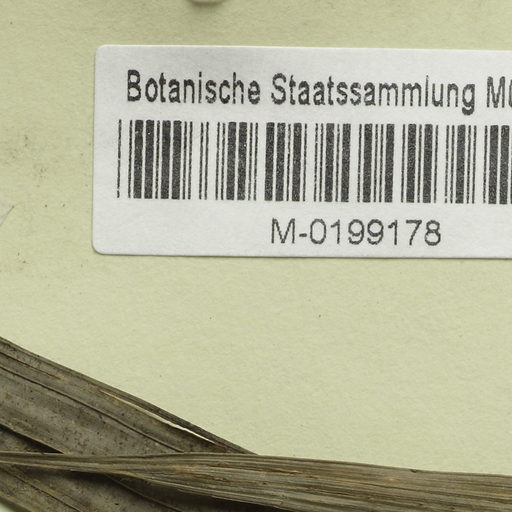 Botanische Staatssammlung
M-0199178